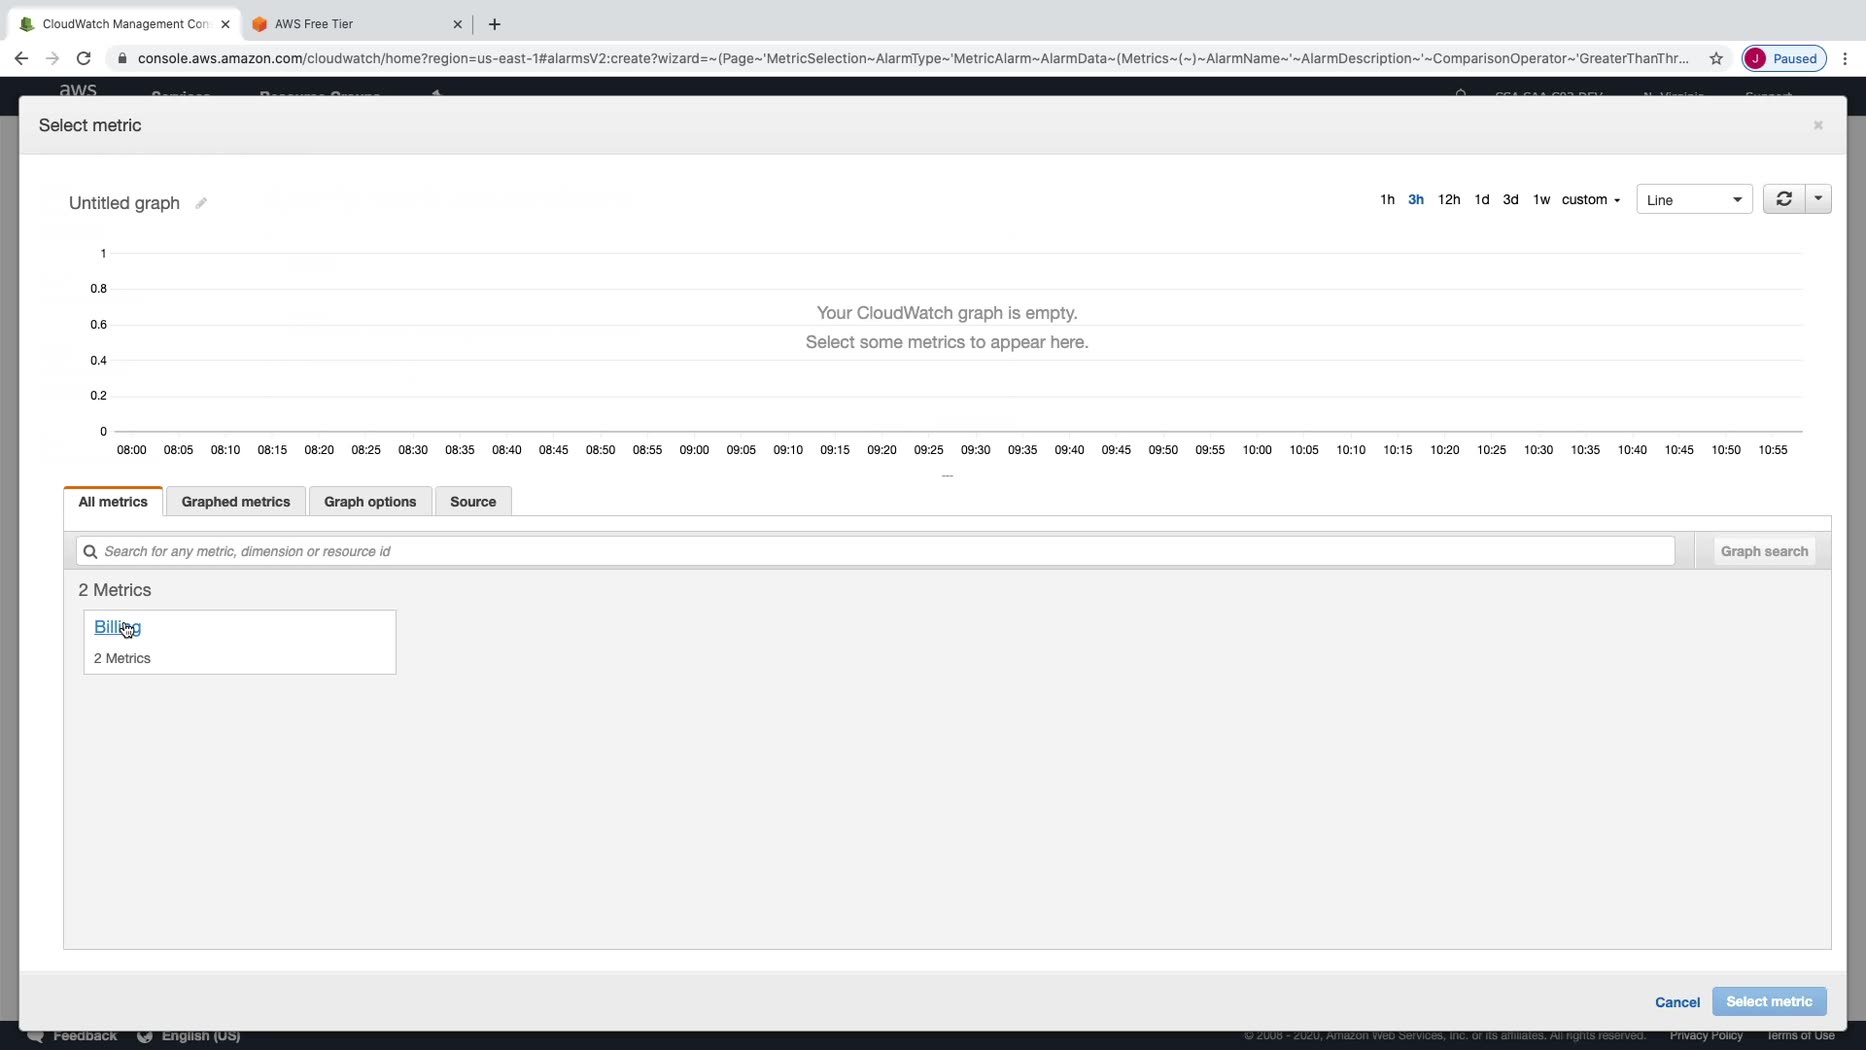 CloudWatch Management Con
AWS Free Tier
console.aws.amazon.com/cloudwatch/home?region=us-east-1#alarmsV2:create?wizard=~(Page~'MetricSelection~AlarmType~'MetricAlarm~AlarmData~(Metrics~(~)~AlarmName~'~AlarmDescription~'~ComparisonOperator~'GreaterThanThr...
J Paused
aws Services Resource Groups N. Virginia Support
Select metric
Untitled graph
1h 3h 12h 1d 3d 1w custom Line
1
0.8
0.6
0.4
0.2
0
Your CloudWatch graph is empty.
Select some metrics to appear here.
08:00 08:05 08:10 08:15 08:20 08:25 08:30 08:35 08:40 08:45 08:50 08:55 09:00 09:05 09:10 09:15 09:20 09:25 09:30 09:35 09:40 09:45 09:50 09:55 10:00 10:05 10:10 10:15 10:20 10:25 10:30 10:35 10:40 10:45 10:50 10:55
All metrics Graphed metrics Graph options Source
Search for any metric, dimension or resource id Graph search
2 Metrics
Billing
2 Metrics
Cancel Select metric
Feedback English (US) © 2008 - 2020, Amazon Web Services, Inc. or its affiliates. All rights reserved. Privacy Policy Terms of Use